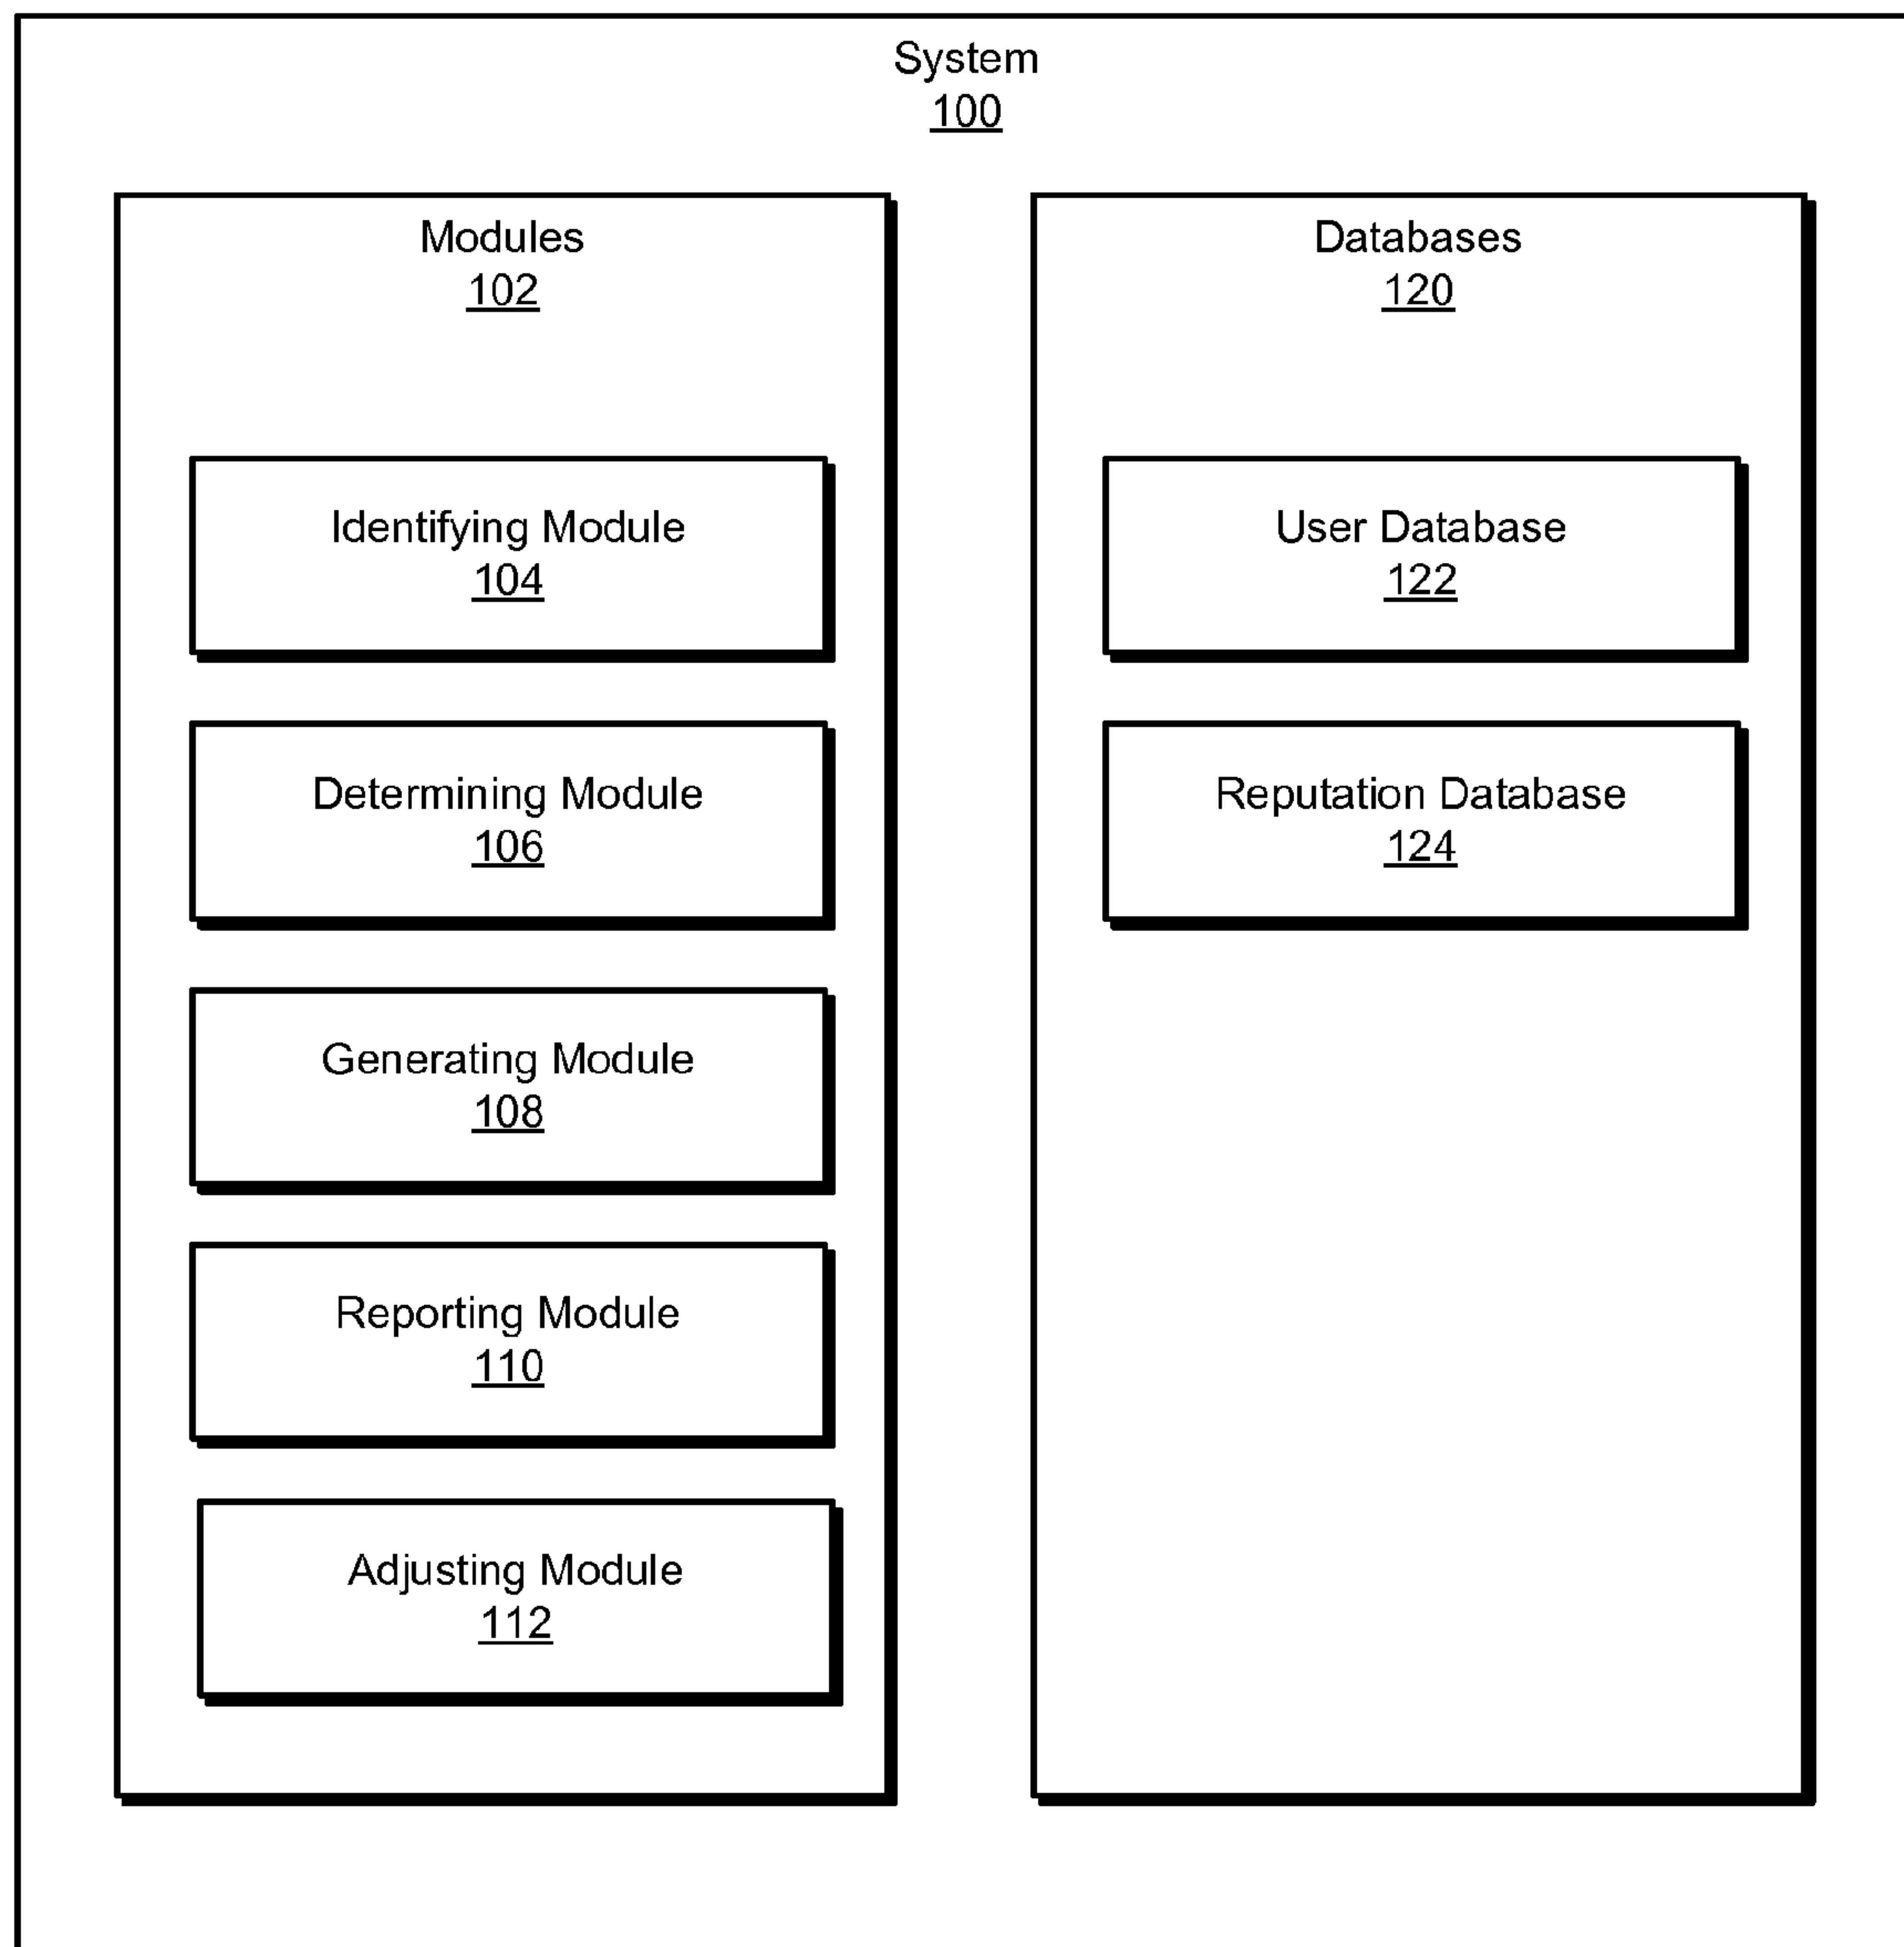 System
100
Modules
102
Identifying Module
104
Determining Module
106
Generating Module
108
Reporting Module
110
Adjusting Module
112
Databases
120
User Database
122
Reputation Database
124